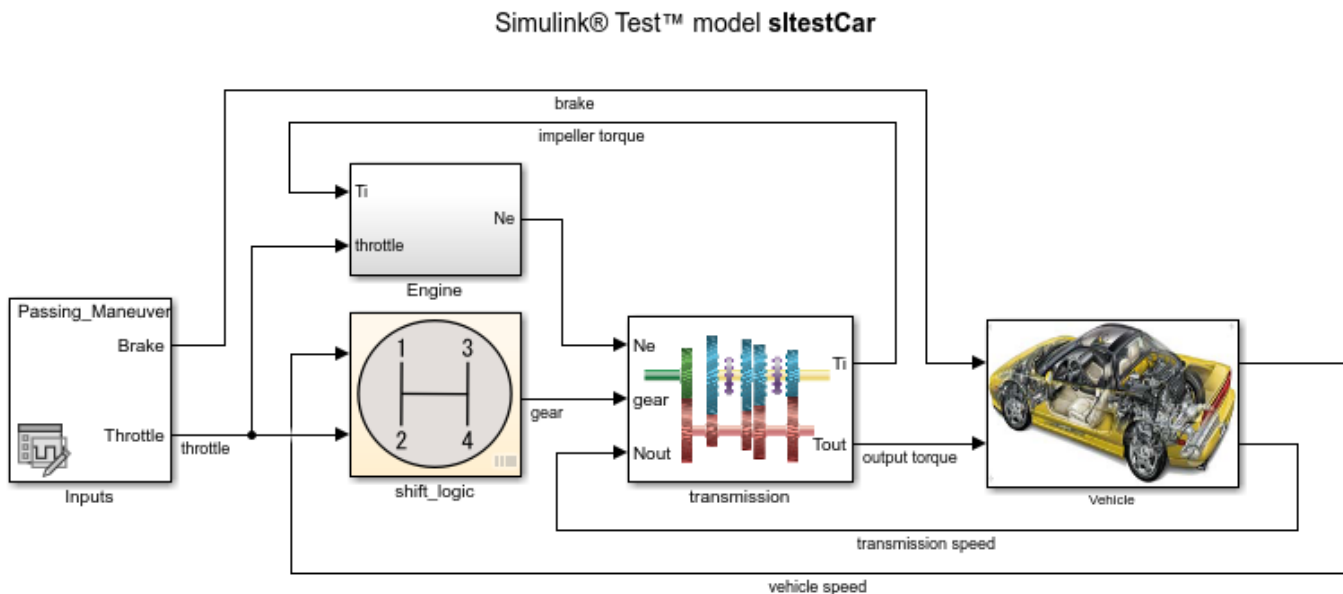 Simulink® Test™ model sltestCar
brake
impeller torque
Ti
Ne
throttle
Engine
Passing_Maneuver
Brake
Throttle
throttle
Inputs
1 3
2 4
shift_logic
gear
Ne
gear
Nout
Ti
Tout
transmission
output torque
Vehicle
transmission speed
vehicle speed